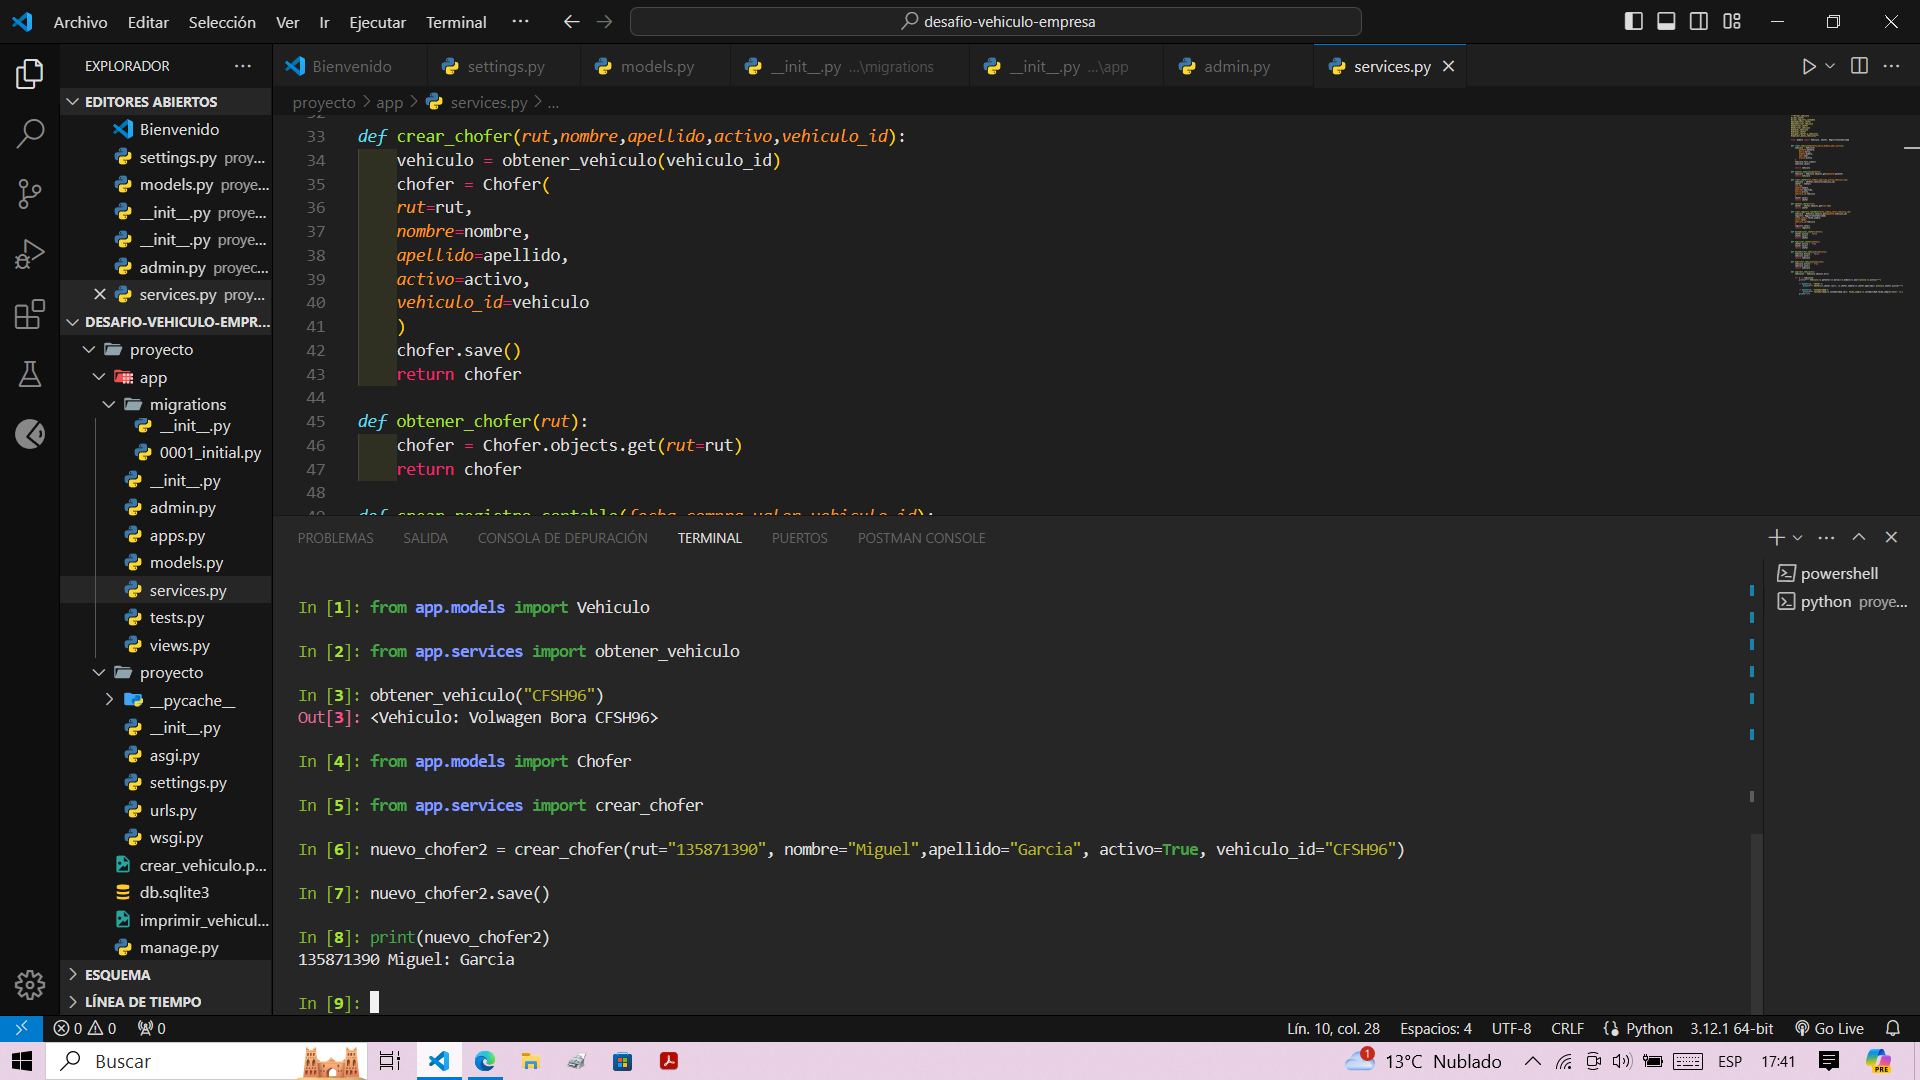 Archivo Editar Selección Ver Ir Ejecutar Terminal ···
desafio-vehiculo-empresa
EXPLORADOR ···
Bienvenido settings.py models.py __init__.py ...\migrations __init__.py ...\app admin.py services.py
proyecto > app > services.py > ...
EDITORES ABIERTOS
Bienvenido
settings.py proy...
models.py proye...
__init__.py proye...
__init__.py proye...
admin.py proyec...
services.py proy...
DESAFIO-VEHICULO-EMPR...
proyecto
app
migrations
__init__.py
0001_initial.py
__init__.py
admin.py
apps.py
models.py
services.py
tests.py
views.py
proyecto
__pycache__
__init__.py
asgi.py
settings.py
urls.py
wsgi.py
crear_vehiculo.p...
db.sqlite3
imprimir_vehicul...
manage.py
ESQUEMA
LÍNEA DE TIEMPO
32
33 def crear_chofer(rut,nombre,apellido,activo,vehiculo_id):
34 vehiculo = obtener_vehiculo(vehiculo_id)
35 chofer = Chofer(
36 rut=rut,
37 nombre=nombre,
38 apellido=apellido,
39 activo=activo,
40 vehiculo_id=vehiculo
41 )
42 chofer.save()
43 return chofer
44
45 def obtener_chofer(rut):
46 chofer = Chofer.objects.get(rut=rut)
47 return chofer
48
49 def crear_registro_contable(fecha_compra,valor,vehiculo_id):
PROBLEMAS SALIDA CONSOLA DE DEPURACIÓN TERMINAL PUERTOS POSTMAN CONSOLE
powershell
python proye...
In [1]: from app.models import Vehiculo
In [2]: from app.services import obtener_vehiculo
In [3]: obtener_vehiculo("CFSH96")
Out[3]: <Vehiculo: Volwagen Bora CFSH96>
In [4]: from app.models import Chofer
In [5]: from app.services import crear_chofer
In [6]: nuevo_chofer2 = crear_chofer(rut="135871390", nombre="Miguel",apellido="Garcia", activo=True, vehiculo_id="CFSH96")
In [7]: nuevo_chofer2.save()
In [8]: print(nuevo_chofer2)
135871390 Miguel: Garcia
In [9]:
0 0 0
Lín. 10, col. 28 Espacios: 4 UTF-8 CRLF Python 3.12.1 64-bit Go Live
Buscar
1 13°C Nublado ESP 17:41 PRE